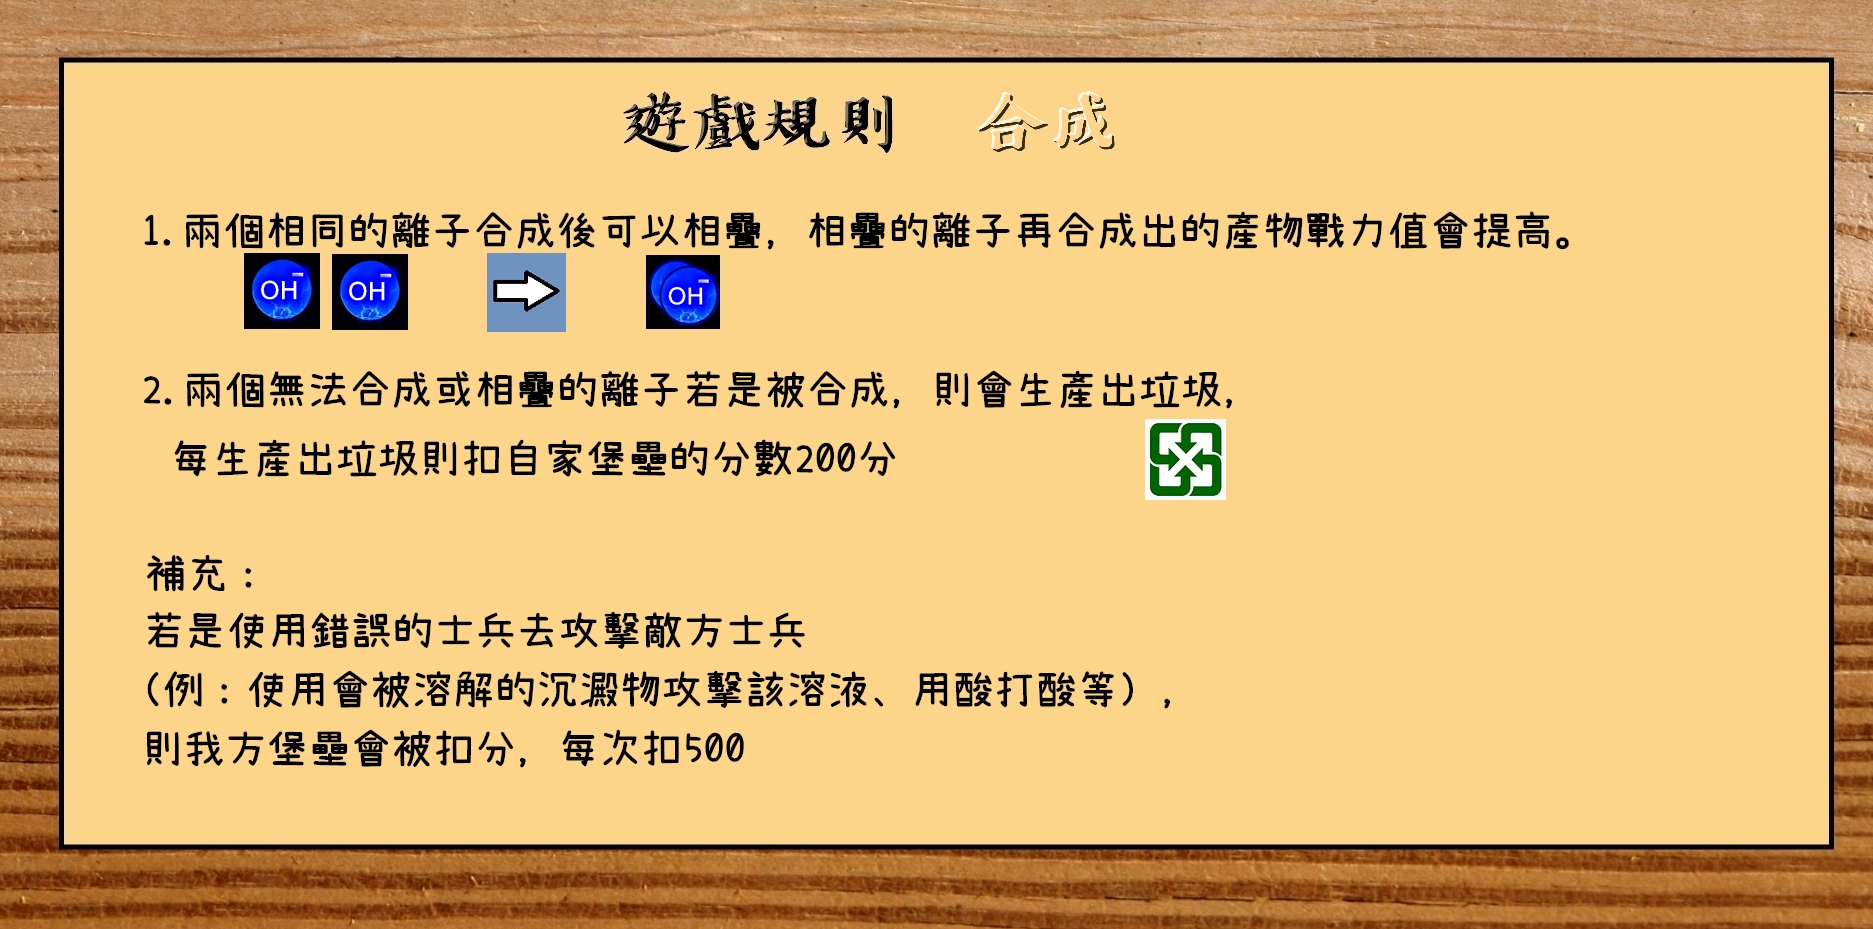 遊戲規則　合成
1. 兩個相同的離子合成後可以相疊，相疊的離子再合成出的產物戰力值會提高。
OH⁻ OH⁻ OH⁻
2. 兩個無法合成或相疊的離子若是被合成，則會生產出垃圾，
每生產出垃圾則扣自家堡壘的分數200分
補充：
若是使用錯誤的士兵去攻擊敵方士兵
（例：使用會被溶解的沉澱物攻擊該溶液、用酸打酸等），
則我方堡壘會被扣分，每次扣500